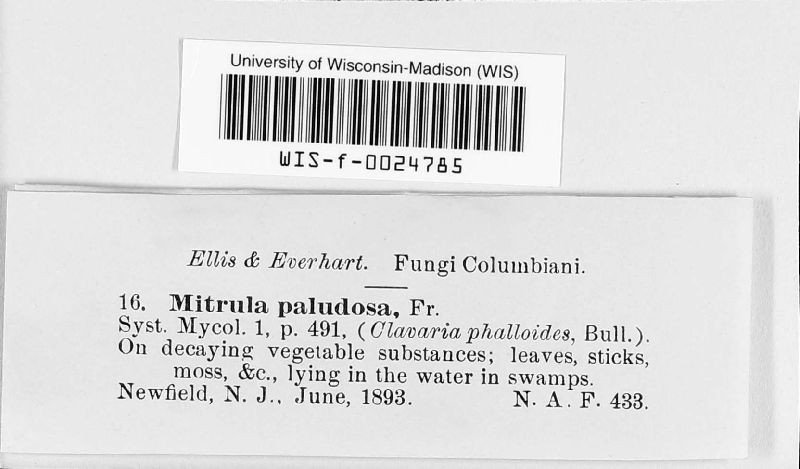 University of Wisconsin-Madison (WIS)
WIS-f-0024785
Ellis & Everhart. Fungi Columbiani.
16. Mitrula paludosa, Fr.
Syst. Mycol. 1, p. 491, (Clavaria phalloides, Bull.).
On decaying vegetable substances; leaves, sticks,
moss, &c., lying in the water in swamps.
Newfield, N. J., June, 1893. N. A. F. 433.